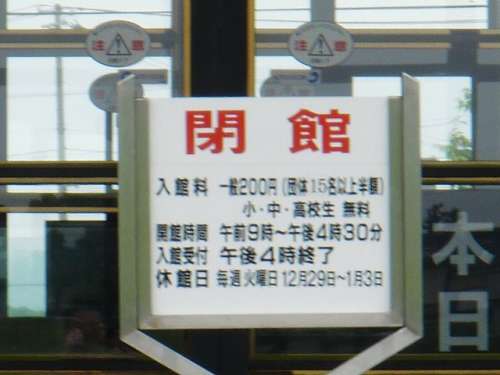 注意
注意
閉館
入館料 一般200円(団体15名以上半額)
小・中・高校生 無料
開館時間 午前9時～午後4時30分
入館受付 午後4時終了
休館日 毎週火曜日 12月29日～1月3日
本日